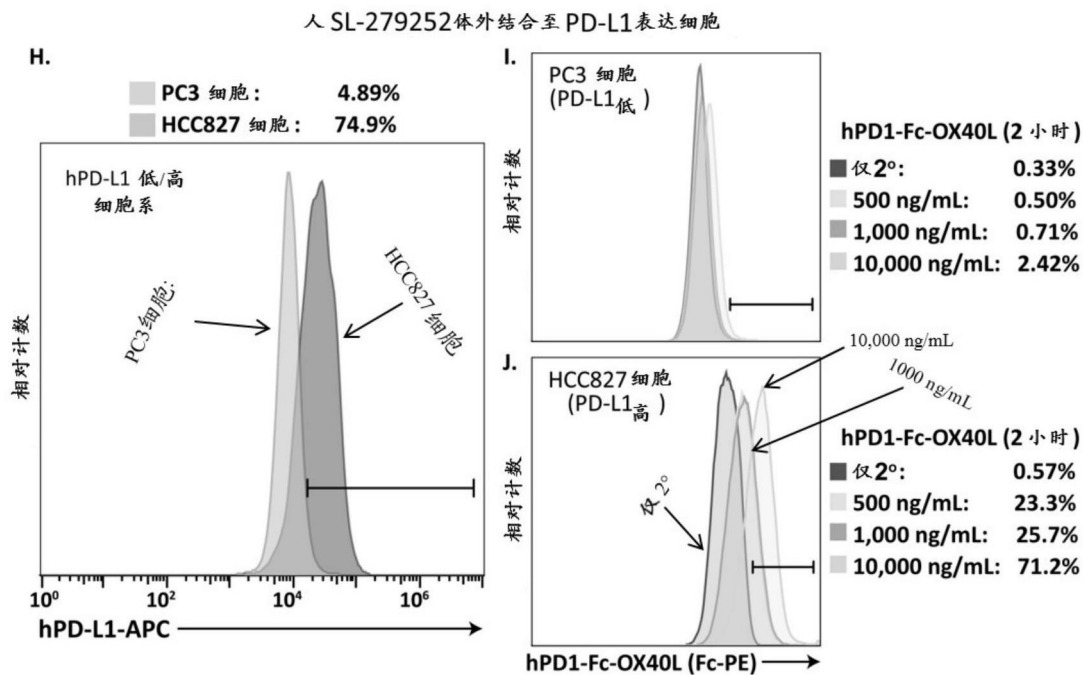 人 SL-279252体外结合至PD-L1表达细胞
H.
PC3 细胞: 4.89%
HCC827 细胞: 74.9%
hPD-L1 低/高
细胞系
PC3细胞:
HCC827细胞
相对计数
10⁰ 10² 10⁴ 10⁶
hPD-L1-APC
I.
PC3 细胞
(PD-L1低)
相对计数
hPD1-Fc-OX40L (2 小时)
仅2°: 0.33%
500 ng/mL: 0.50%
1,000 ng/mL: 0.71%
10,000 ng/mL: 2.42%
J.
HCC827 细胞
(PD-L1高)
10,000 ng/mL
1000 ng/mL
仅 2°
相对计数
hPD1-Fc-OX40L (Fc-PE)
hPD1-Fc-OX40L (2 小时)
仅2°: 0.57%
500 ng/mL: 23.3%
1,000 ng/mL: 25.7%
10,000 ng/mL: 71.2%